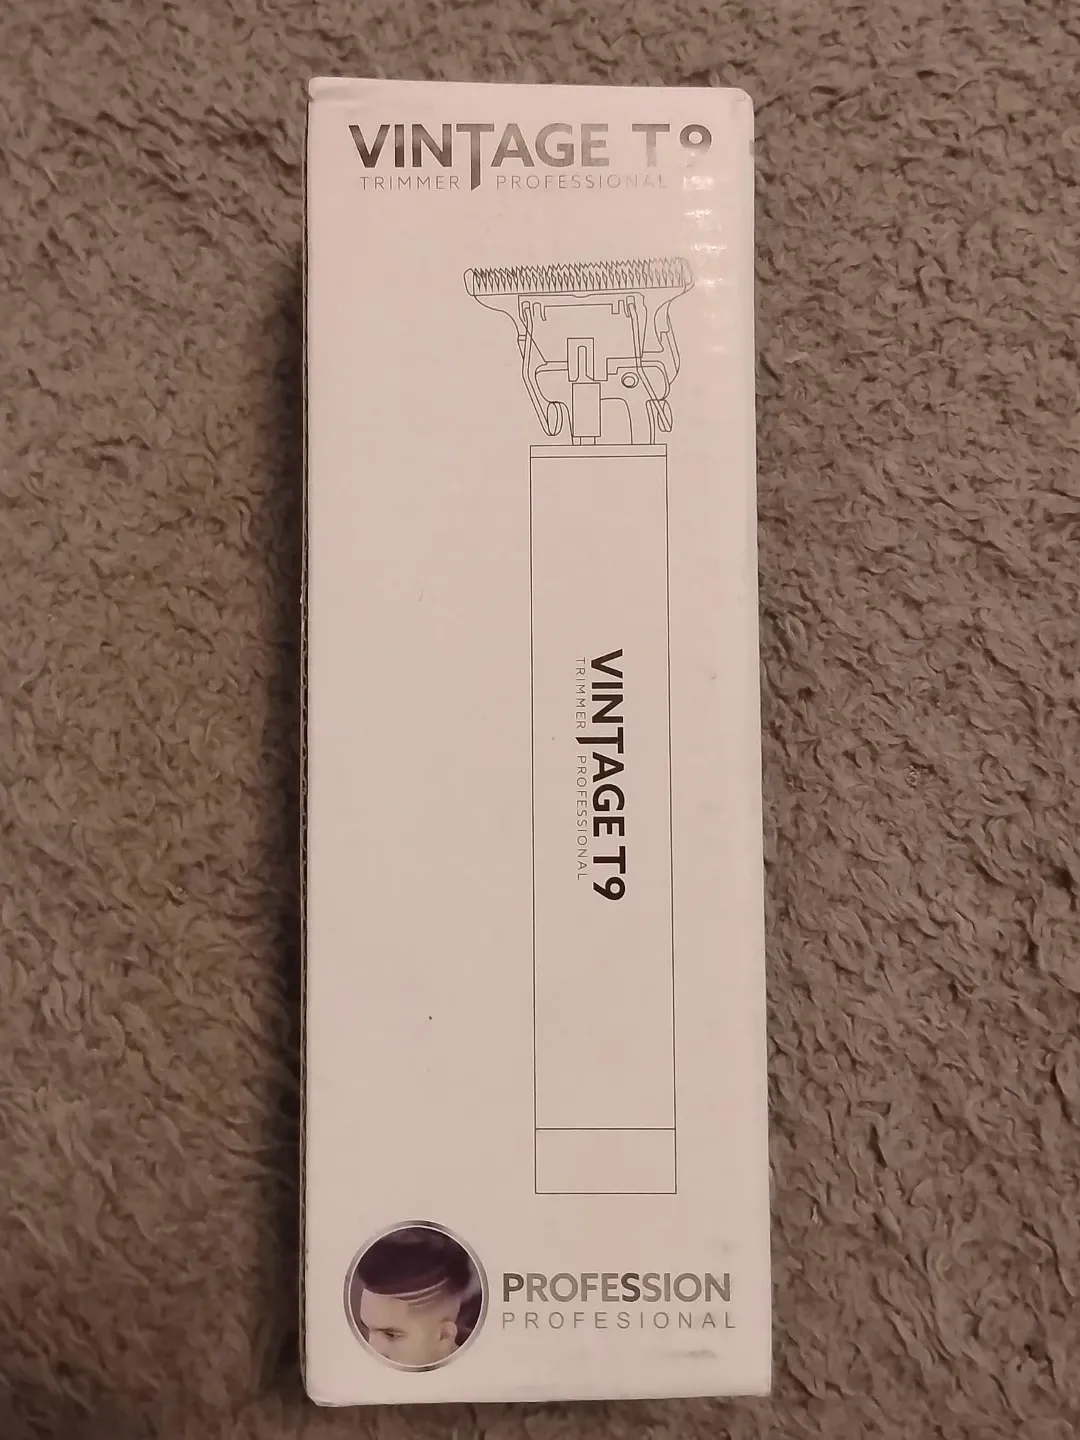 VINTAGE T9
TRIMMER PROFESSIONAL
VINTAGE T9
TRIMMER PROFESSIONAL
PROFESSION
PROFESIONAL